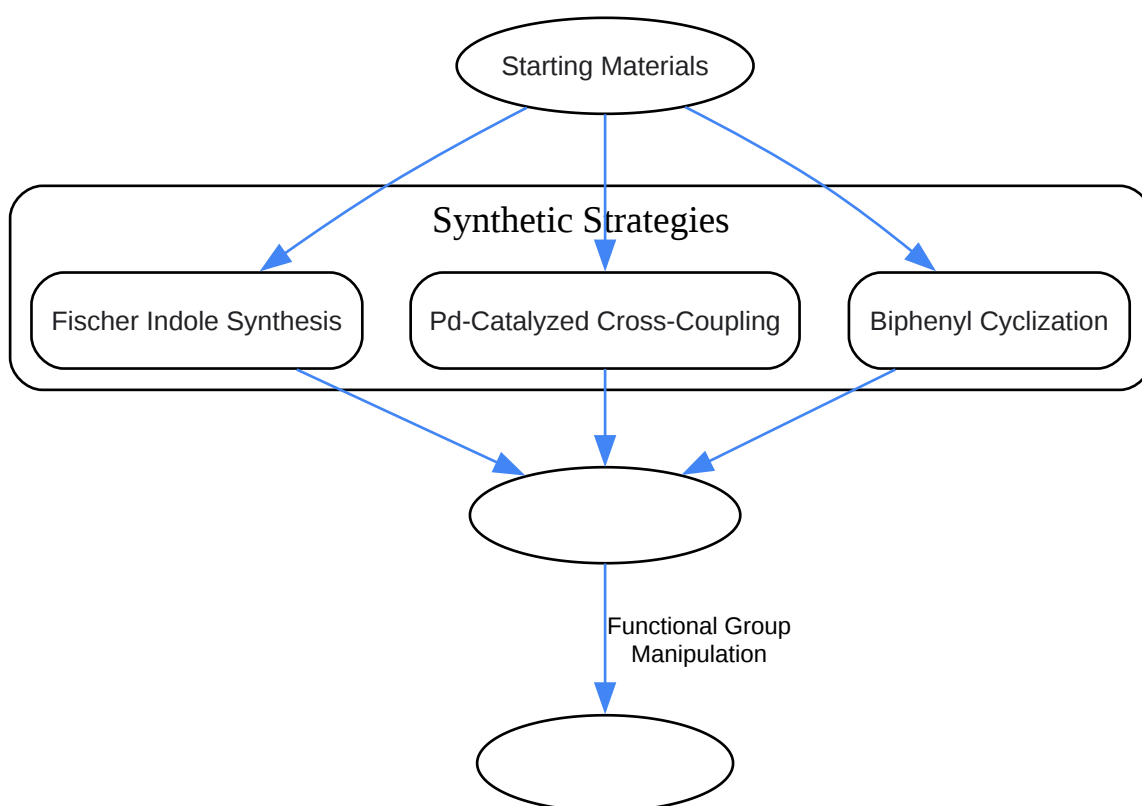 Starting Materials
Synthetic Strategies
Fischer Indole Synthesis
Pd-Catalyzed Cross-Coupling
Biphenyl Cyclization
Functional Group
Manipulation